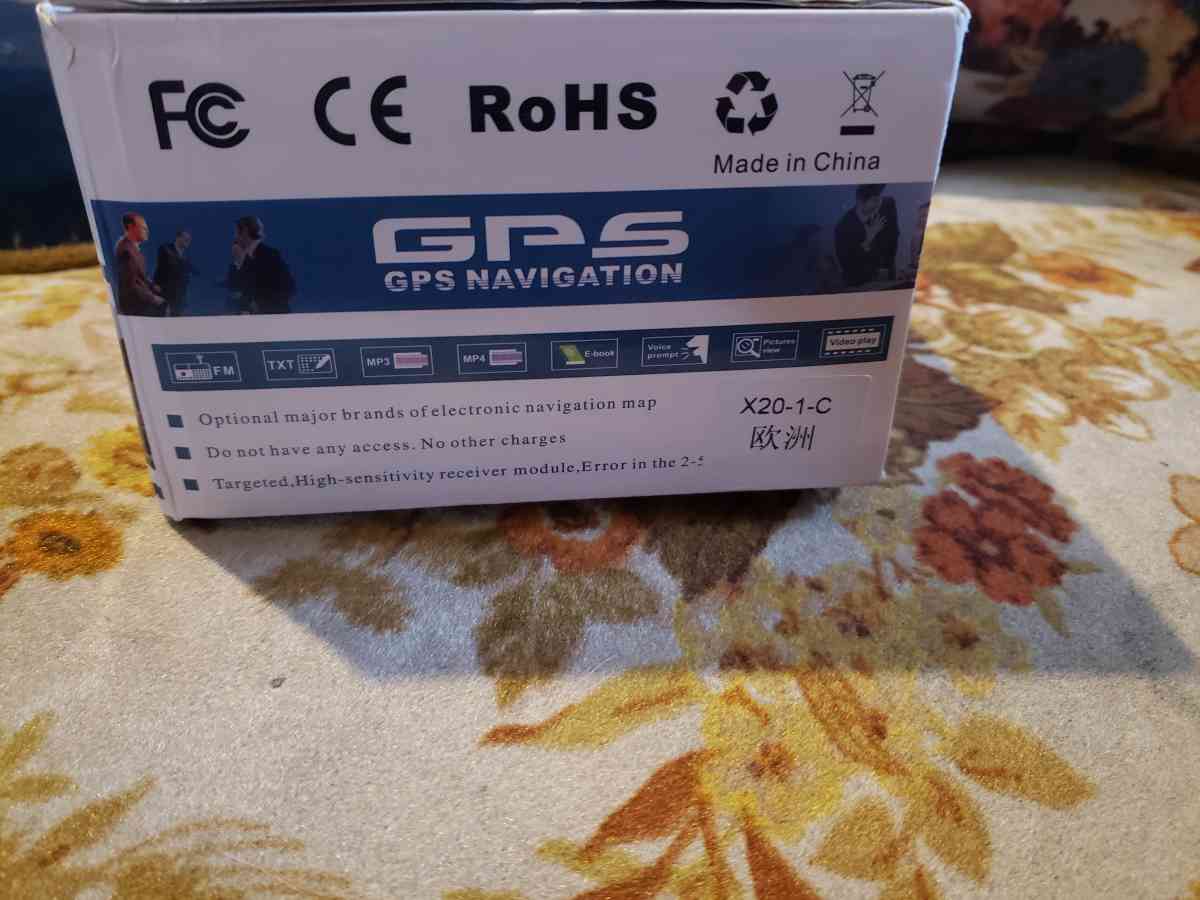 FC CE RoHS
Made in China
GPS
GPS NAVIGATION
FM TXT MP3 MP4 E-book Voice prompt Pictures view Video play
Optional major brands of electronic navigation map
Do not have any access. No other charges
Targeted,High-sensitivity receiver module,Error in the 2-5
X20-1-C
欧洲